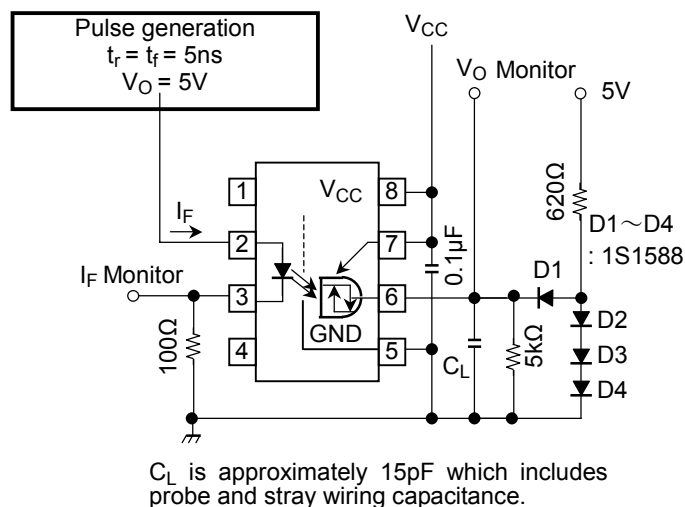 Pulse generation
tr = tf = 5ns
VO = 5V
VCC
VO Monitor
5V
1
VCC
8
620Ω
IF
2
7
0.1μF
D1～D4
: 1S1588
IF Monitor
D1
3
6
D2
100Ω
GND
5kΩ
D3
4
5
CL
D4
CL is approximately 15pF which includes
probe and stray wiring capacitance.